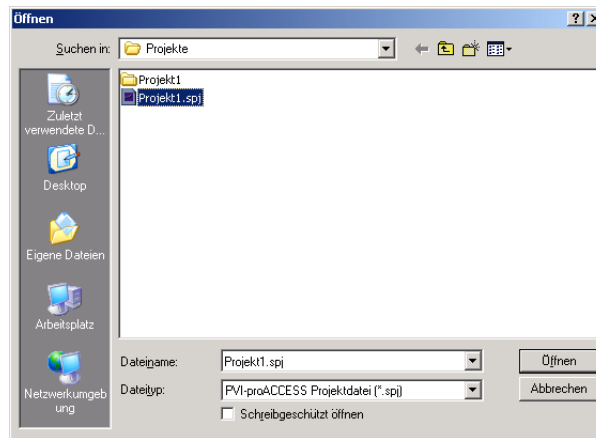 Öffnen
Suchen in:
Projekte
Projekt1
Projekt1.spj
Zuletzt
verwendete D...
Desktop
Eigene Dateien
Arbeitsplatz
Netzwerkumgeb
ung
Dateiname:
Projekt1.spj
Öffnen
Dateityp:
PVI-proACCESS Projektdatei (*.spj)
Abbrechen
Schreibgeschützt öffnen